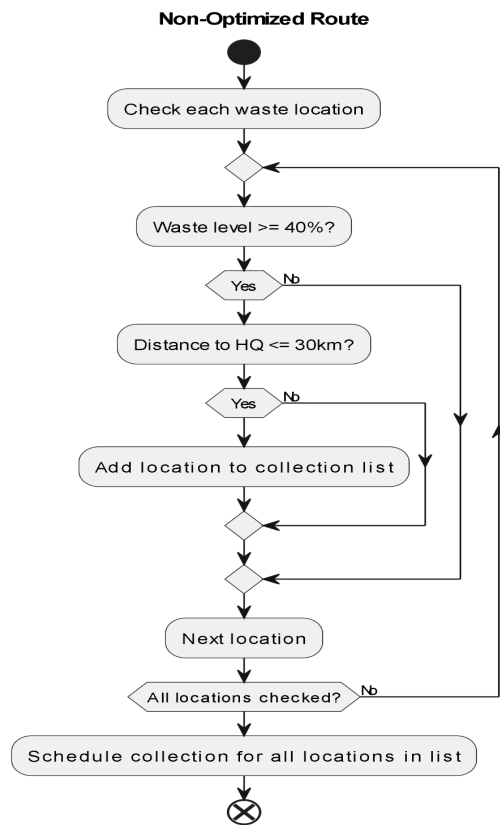 Non-Optimized Route
Check each waste location
Waste level >= 40%?
Yes
No
Distance to HQ <= 30km?
Yes
No
Add location to collection list
Next location
All locations checked?
No
Schedule collection for all locations in list